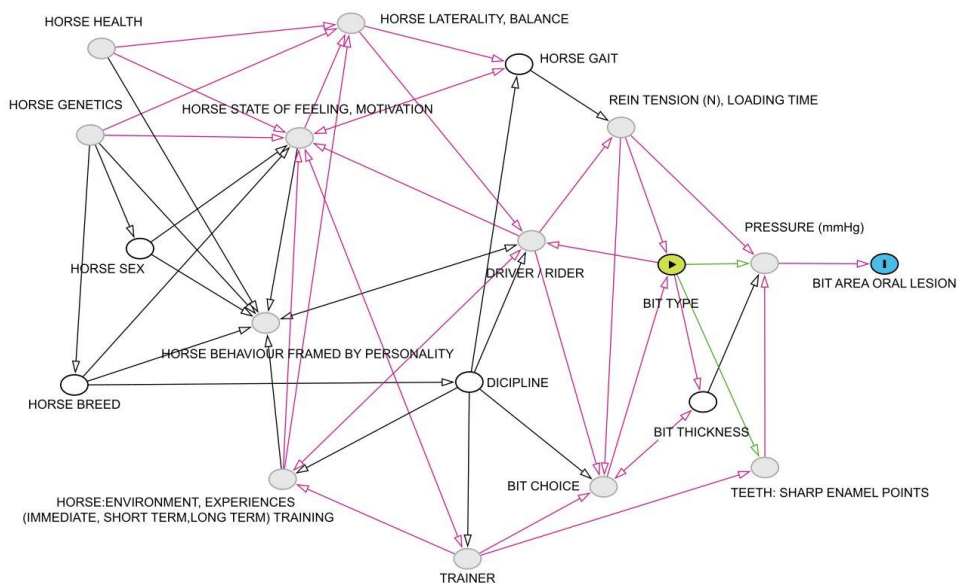 HORSE HEALTH
HORSE LATERALITY, BALANCE
HORSE GAIT
HORSE GENETICS
HORSE STATE OF FEELING, MOTIVATION
REIN TENSION (N), LOADING TIME
PRESSURE (mmHg)
HORSE SEX
DRIVER / RIDER
BIT TYPE
BIT AREA ORAL LESION
HORSE BEHAVIOUR FRAMED BY PERSONALITY
HORSE BREED
DICIPLINE
BIT THICKNESS
BIT CHOICE
TEETH: SHARP ENAMEL POINTS
HORSE:ENVIRONMENT, EXPERIENCES
(IMMEDIATE, SHORT TERM,LONG TERM) TRAINING
TRAINER